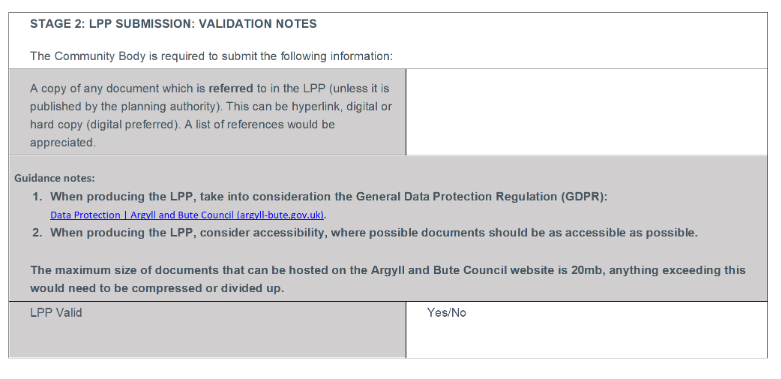 STAGE 2: LPP SUBMISSION: VALIDATION NOTES
The Community Body is required to submit the following information:
A copy of any document which is referred to in the LPP (unless it is
published by the planning authority). This can be hyperlink, digital or
hard copy (digital preferred). A list of references would be
appreciated.
Guidance notes:
1. When producing the LPP, take into consideration the General Data Protection Regulation (GDPR):
Data Protection | Argyll and Bute Council (argyll-bute.gov.uk).
2. When producing the LPP, consider accessibility, where possible documents should be as accessible as possible.
The maximum size of documents that can be hosted on the Argyll and Bute Council website is 20mb, anything exceeding this
would need to be compressed or divided up.
LPP Valid
Yes/No